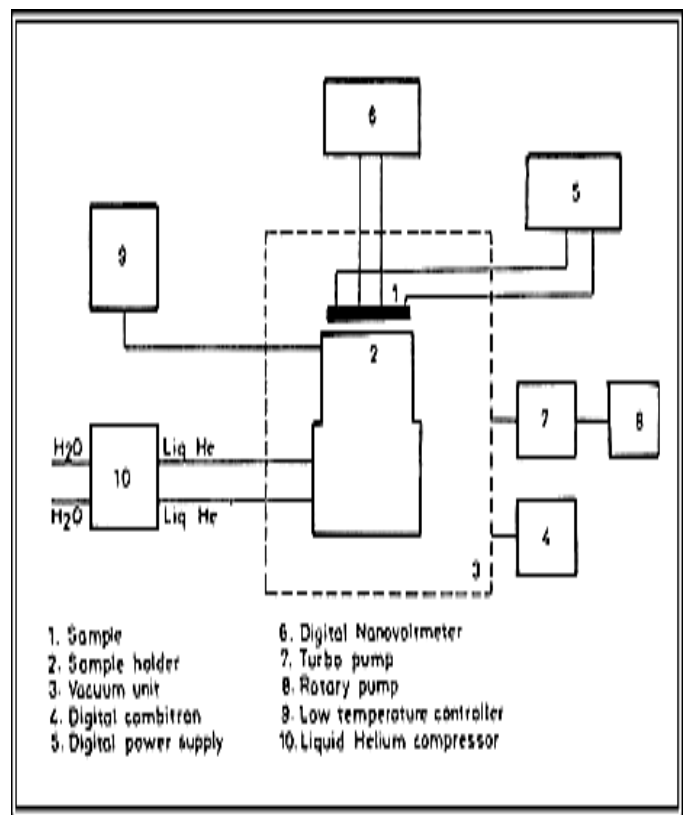 6
5
9
1
2
H2O Liq He
10
H2O Liq He
7 8
4
3
1. Sample
2. Sample holder
3. Vacuum unit
4. Digital combitron
5. Digital power supply
6. Digital Nanovoltmeter
7. Turbo pump
8. Rotary pump
9. Low temperature controller
10. Liquid Helium compressor